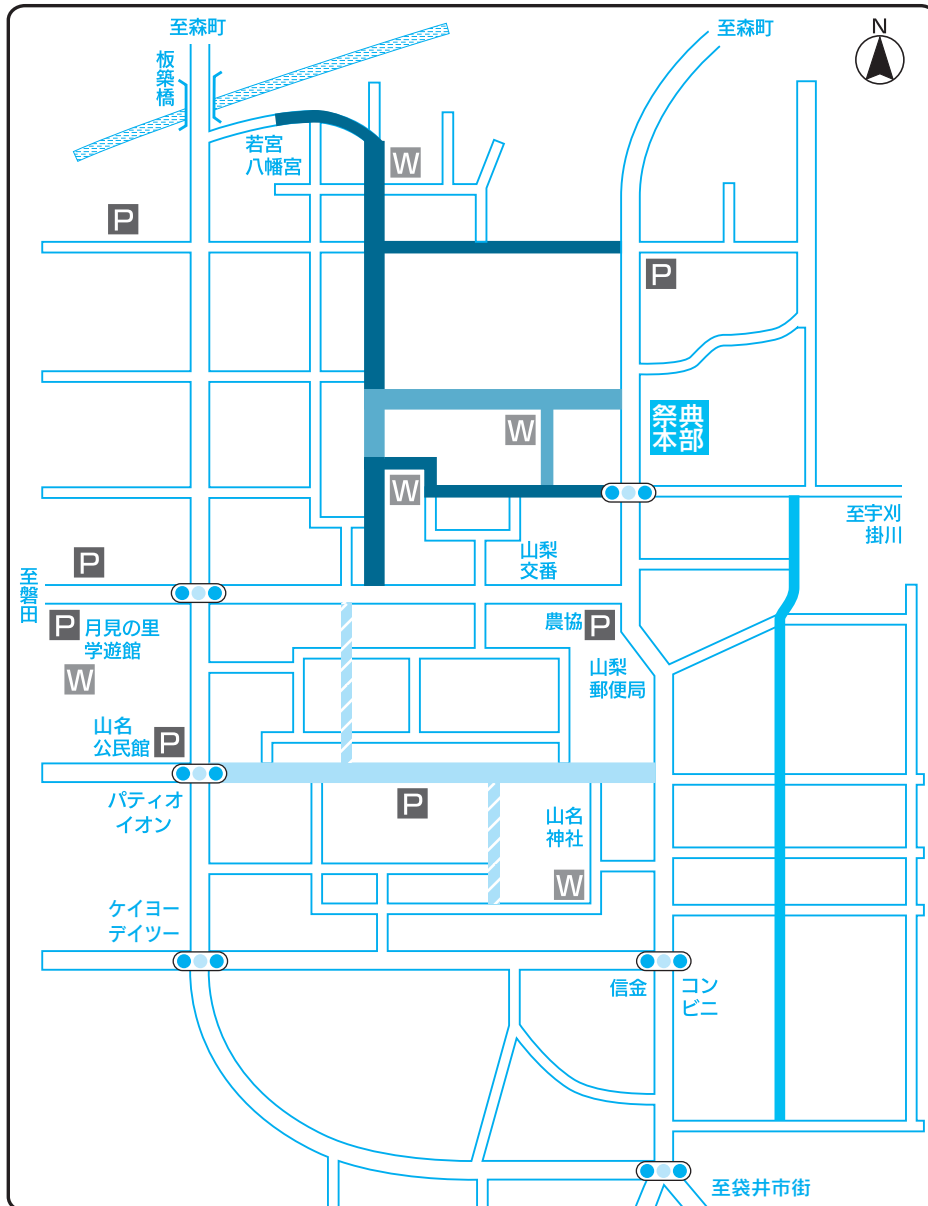 至森町
至森町
N
板築橋
若宮
八幡宮
W
P
P
祭典
本部
W
W
至宇刈
掛川
山梨
交番
P
至磐田
P
月見の里
学遊館
農協
P
W
山梨
郵便局
山名
公民館
P
パティオ
イオン
P
山名
神社
W
ケイヨー
デイツー
信金
コン
ビニ
至袋井市街